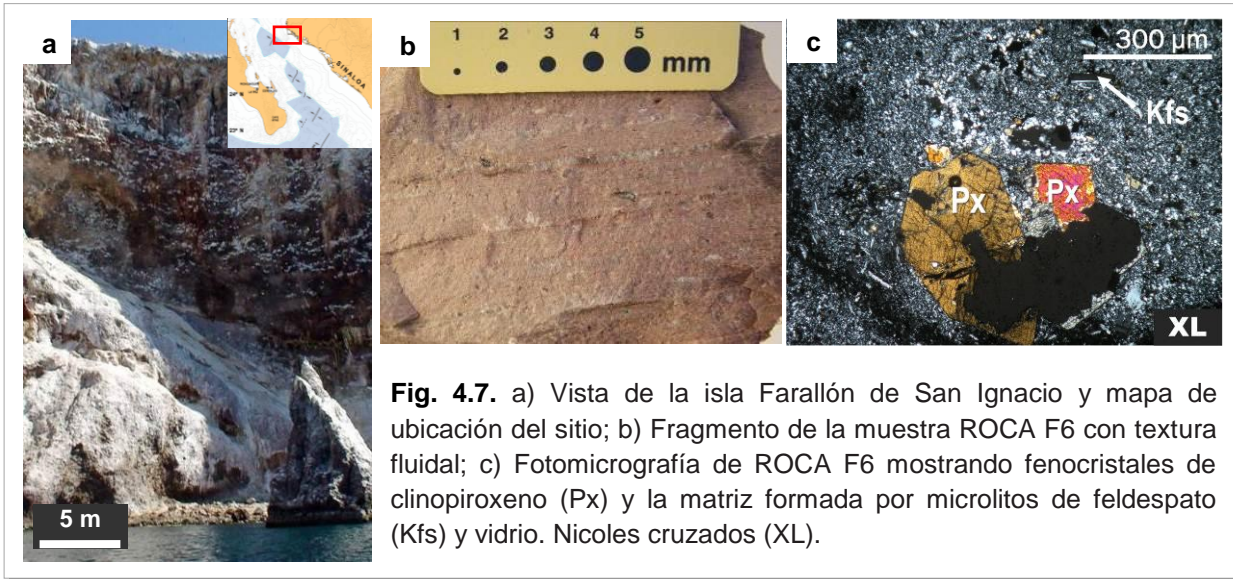 a
SINALOA
24° N
23° N
5 m
b
1 2 3 4 5
mm
c
300 µm
Kfs
Px
Px
XL
Fig. 4.7. a) Vista de la isla Farallón de San Ignacio y mapa de
ubicación del sitio; b) Fragmento de la muestra ROCA F6 con textura
fluidal; c) Fotomicrografía de ROCA F6 mostrando fenocristales de
clinopiroxeno (Px) y la matriz formada por microlitos de feldespato
(Kfs) y vidrio. Nicoles cruzados (XL).